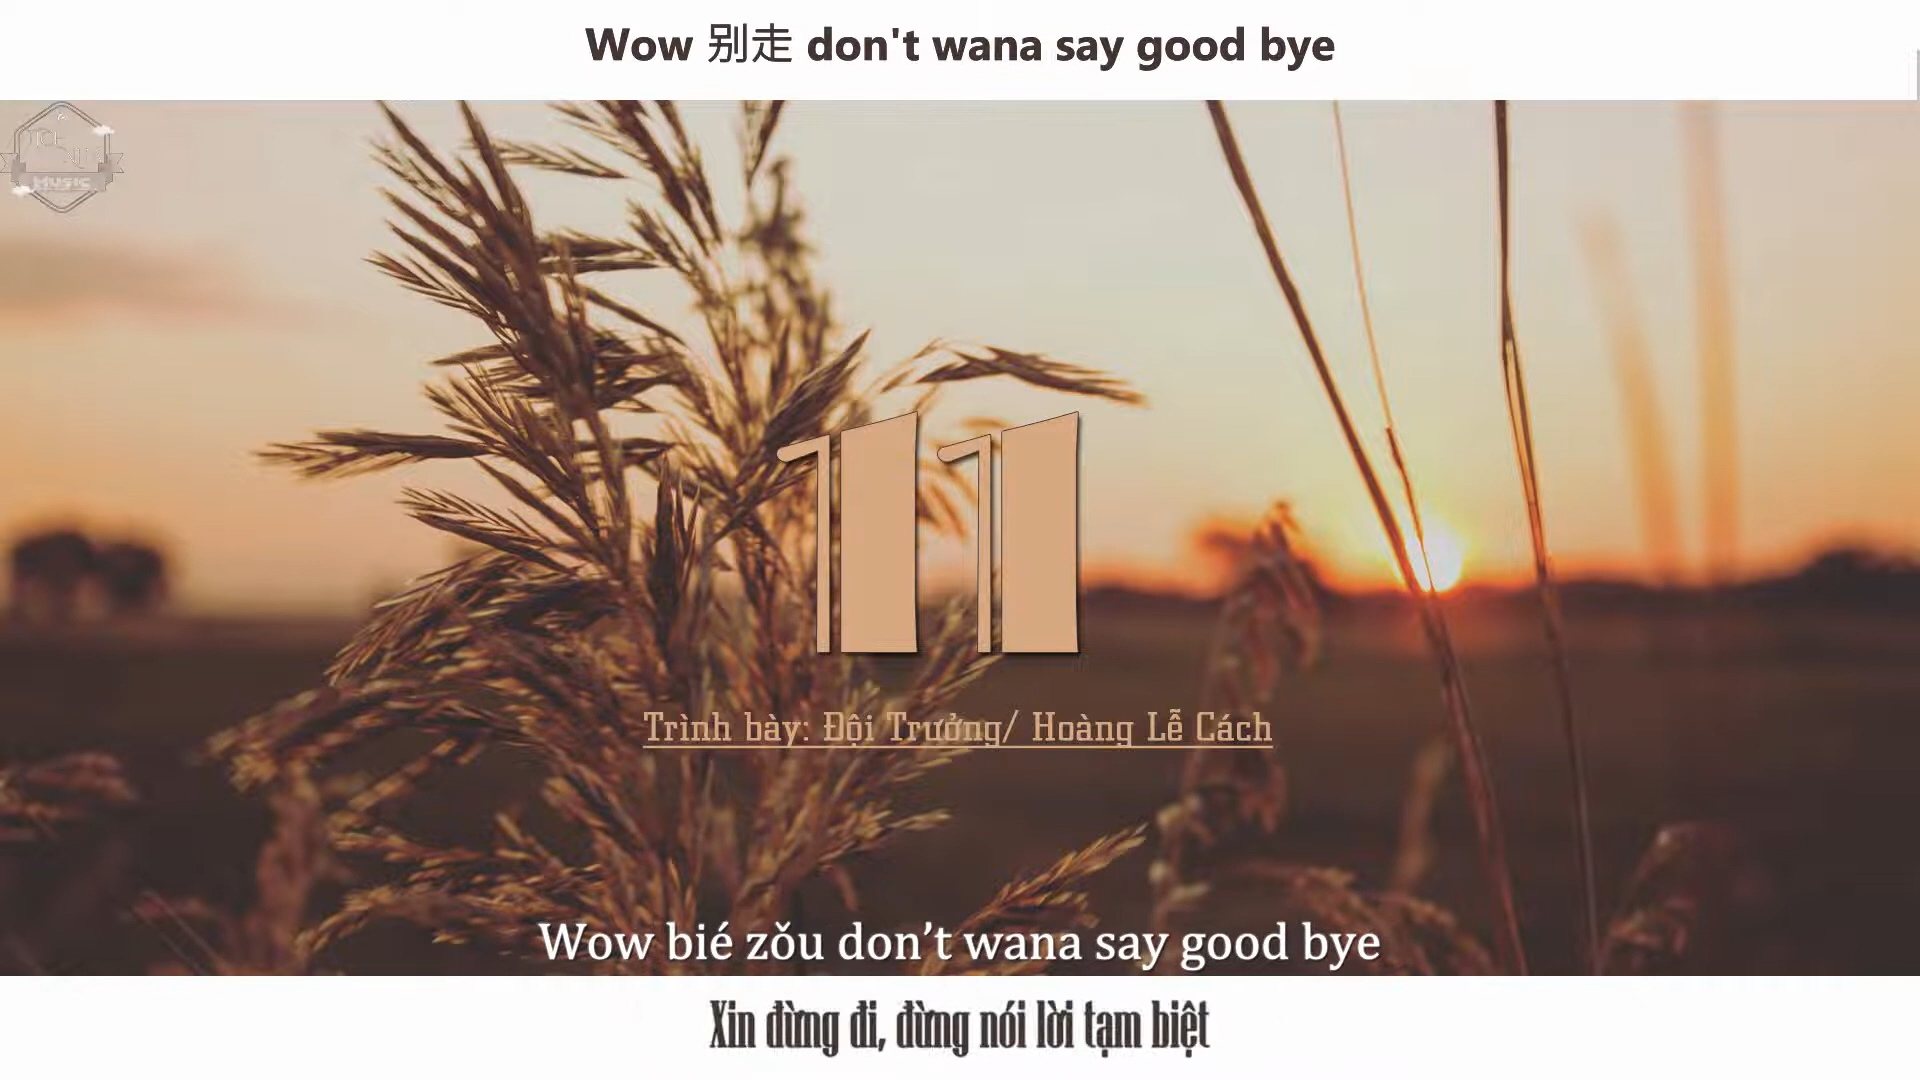 Wow 别走 don't wana say good bye
MUSIC
11
Trình bày: Đội Trưởng/ Hoàng Lễ Cách
Wow bié zǒu don’t wana say good bye
Xin đừng đi, đừng nói lời tạm biệt